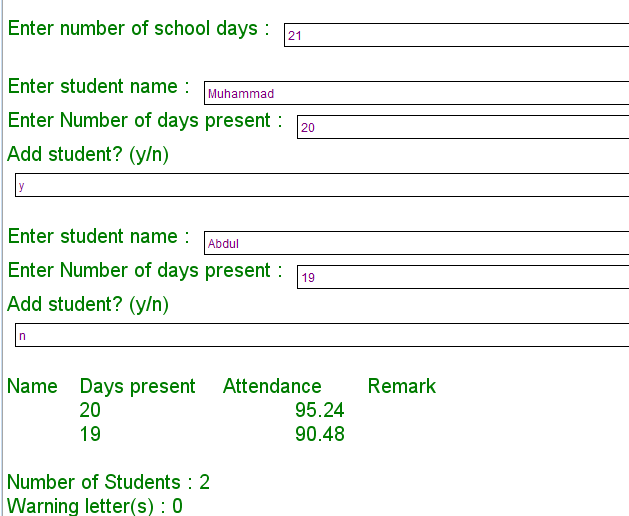 Enter number of school days : 21
Enter student name : Muhammad
Enter Number of days present : 20
Add student? (y/n)
y
Enter student name : Abdul
Enter Number of days present : 19
Add student? (y/n)
n
Name Days present Attendance Remark
20 95.24
19 90.48
Number of Students : 2
Warning letter(s) : 0